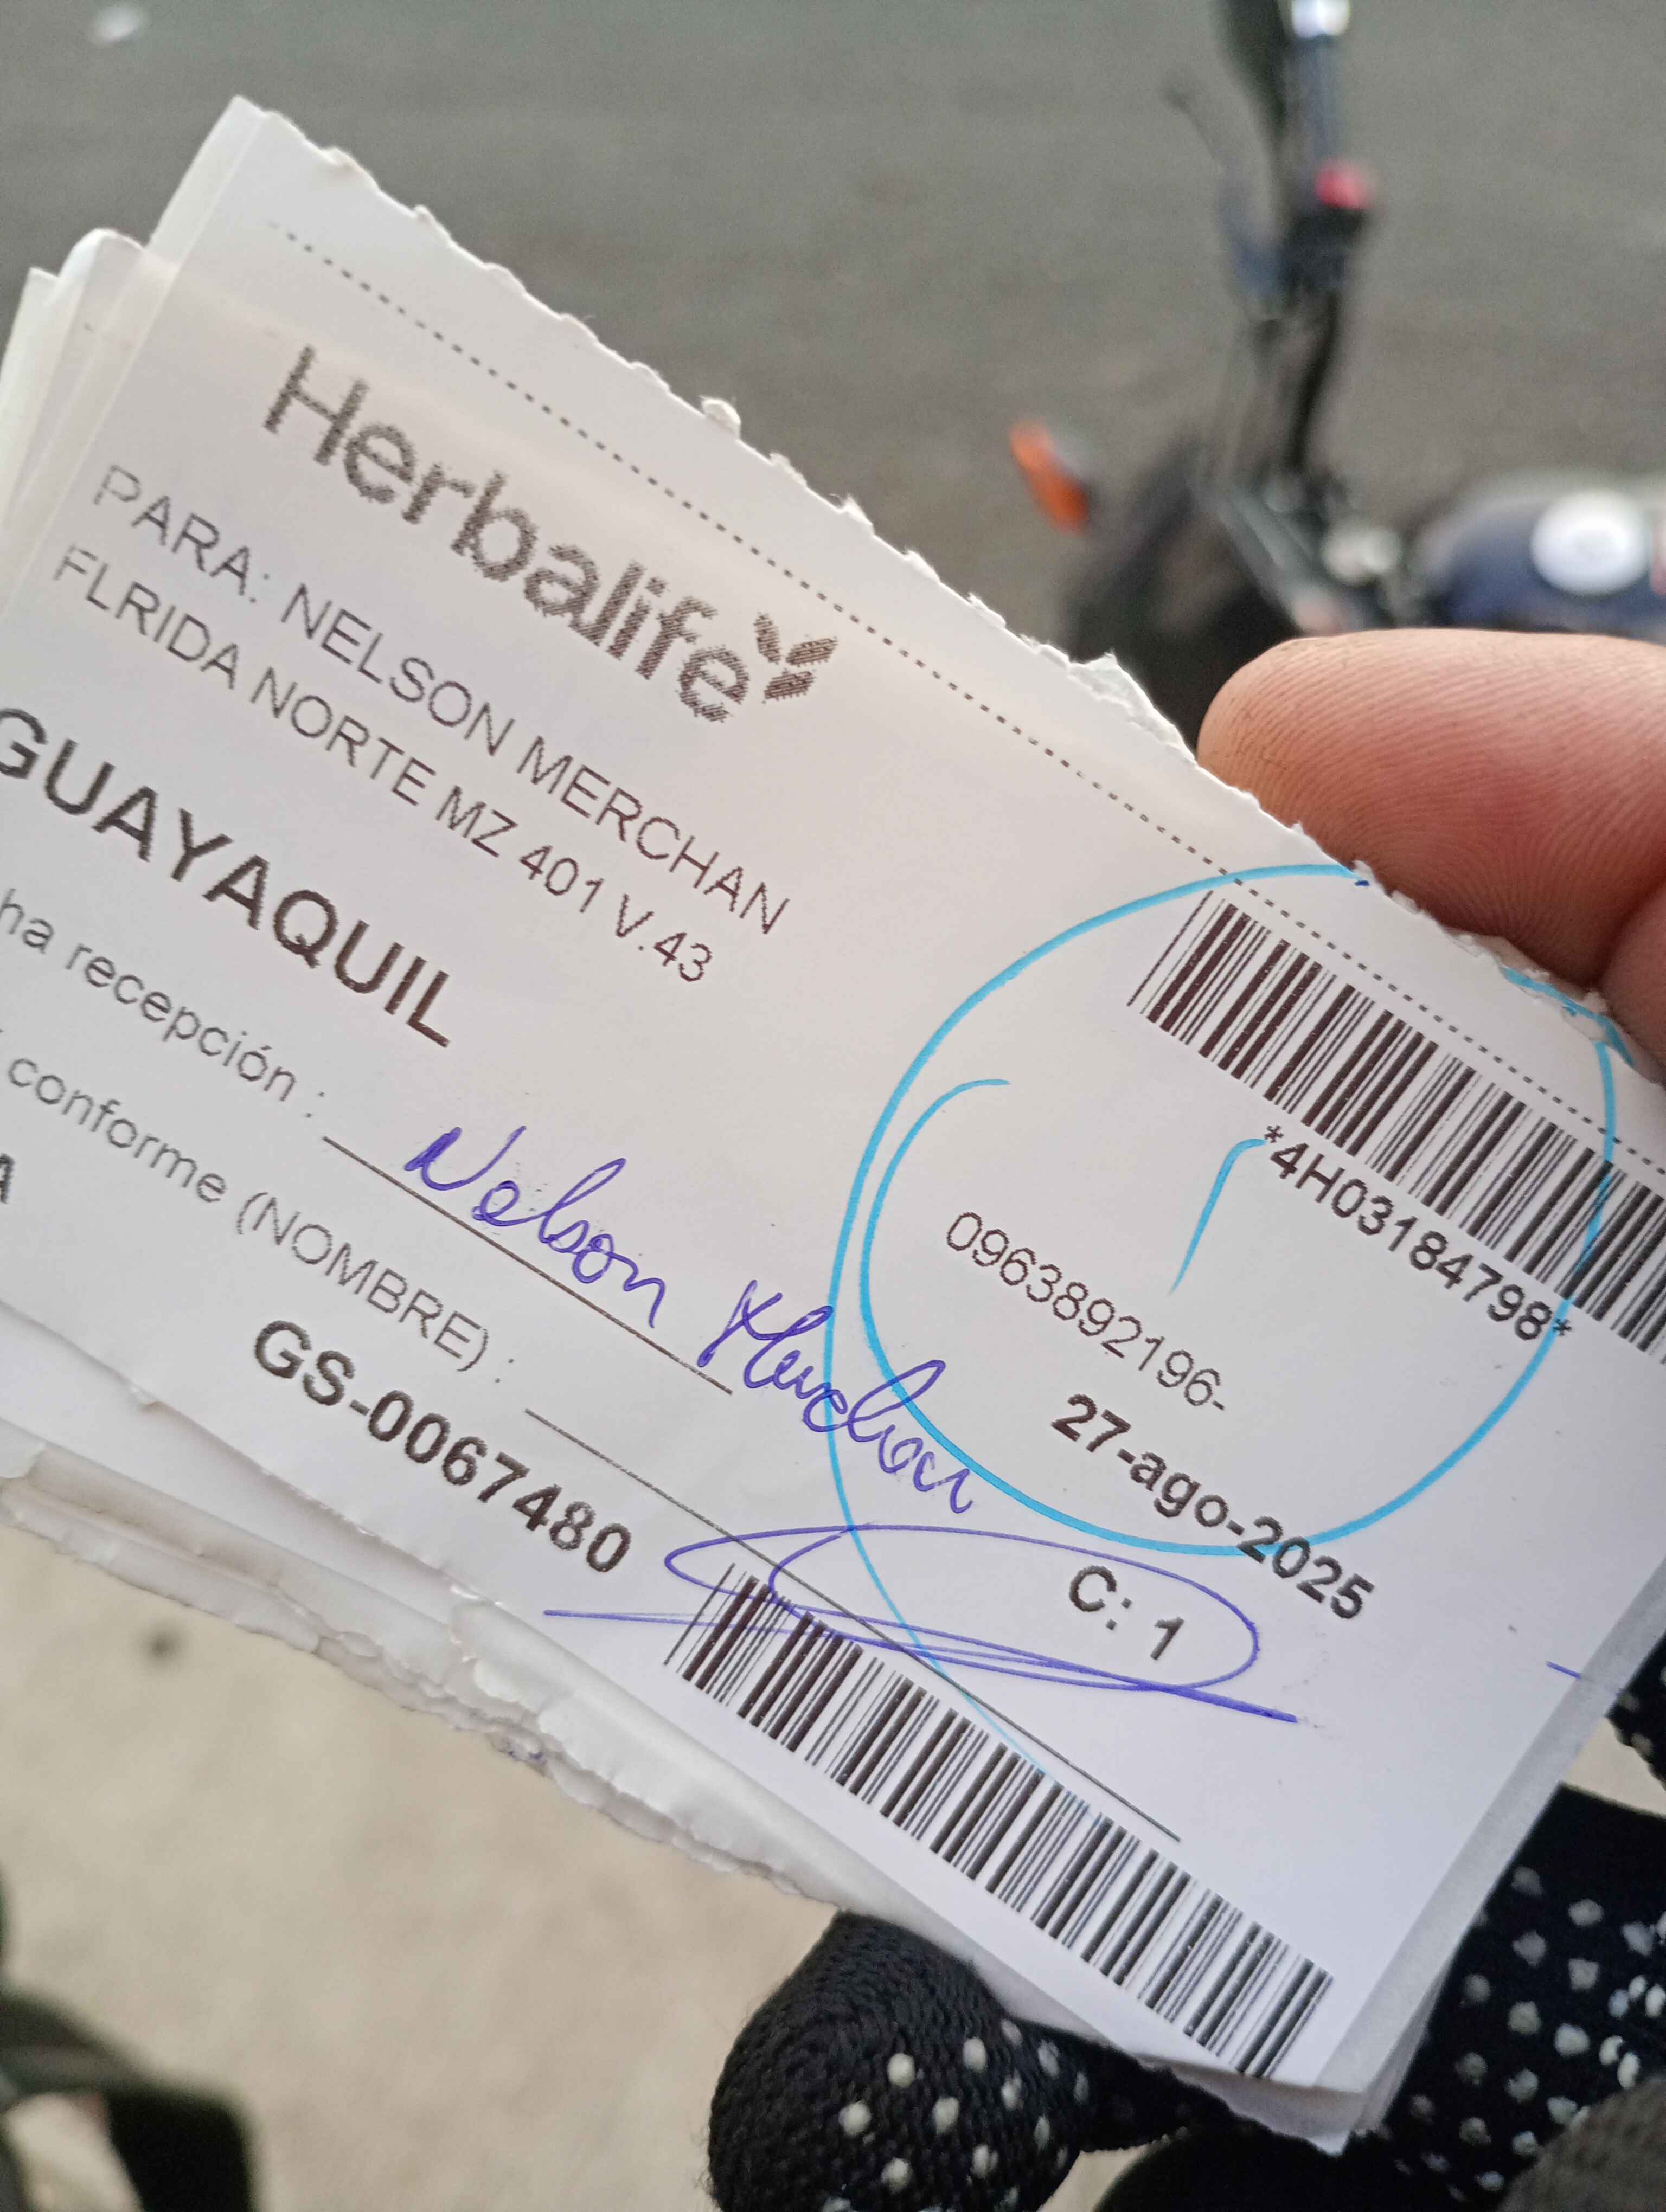 Herbalife
PARA: NELSON MERCHAN
FLRIDA NORTE MZ 401 V.43
GUAYAQUIL
*4H03184798*
0963892196-
27-ago-2025
C: 1
ha recepción :
Nelson Merchan
conforme (NOMBRE) :
GS-0067480